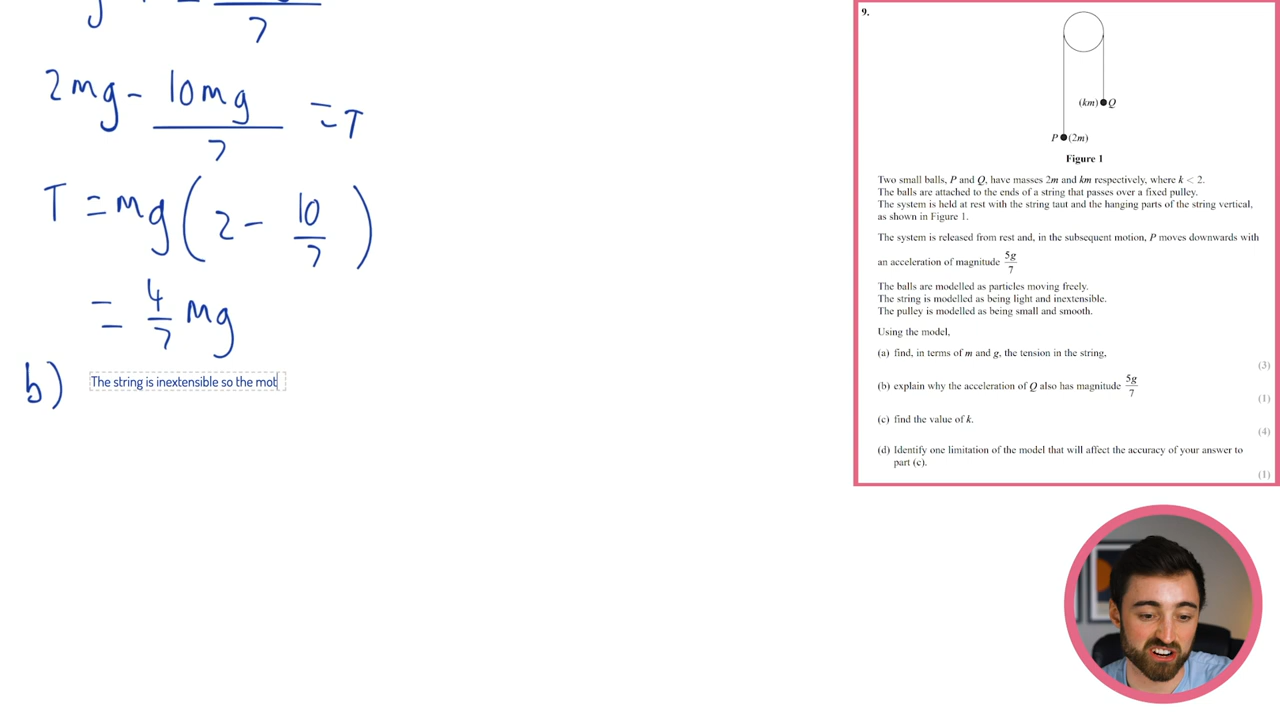 7
2mg - 10mg/7 = T
T = mg(2 - 10/7)
= 4/7 mg
b) The string is inextensible so the mot
9.
(km) Q
P (2m)
Figure 1
Two small balls, P and Q, have masses 2m and km respectively, where k < 2.
The balls are attached to the ends of a string that passes over a fixed pulley.
The system is held at rest with the string taut and the hanging parts of the string vertical,
as shown in Figure 1.
The system is released from rest and, in the subsequent motion, P moves downwards with
an acceleration of magnitude 5g/7
The balls are modelled as particles moving freely.
The string is modelled as being light and inextensible.
The pulley is modelled as being small and smooth.
Using the model,
(a) find, in terms of m and g, the tension in the string,
(3)
(b) explain why the acceleration of Q also has magnitude 5g/7
(1)
(c) find the value of k.
(4)
(d) Identify one limitation of the model that will affect the accuracy of your answer to
part (c).
(1)